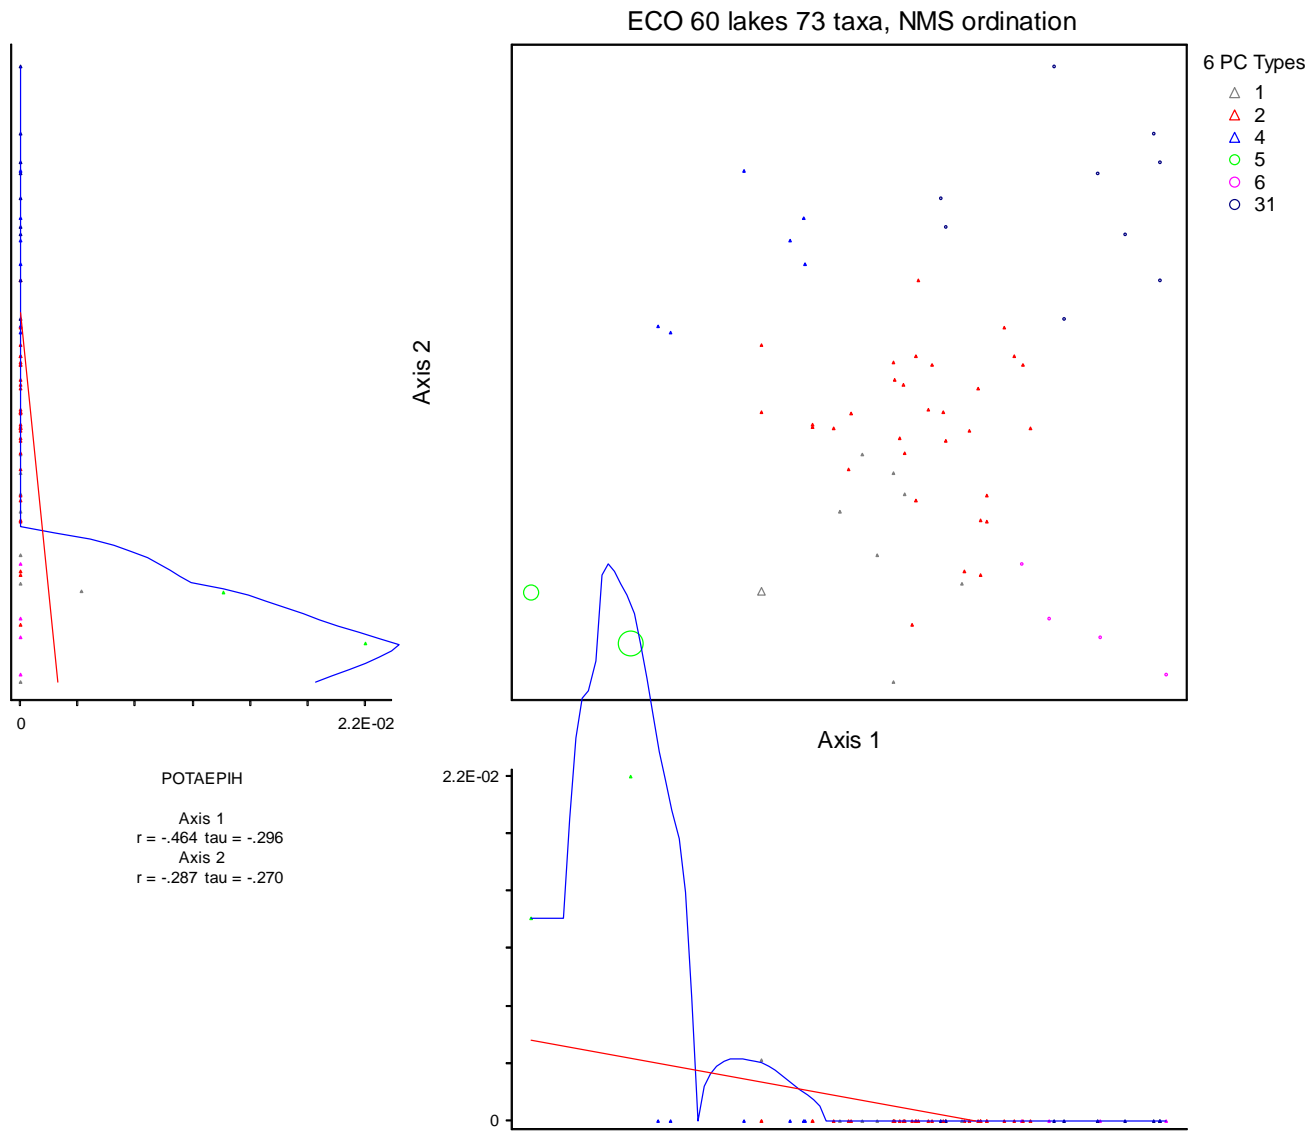 ECO 60 lakes 73 taxa, NMS ordination
6 PC Types
1
2
4
5
6
31
Axis 2
0
2.2E-02
Axis 1
POTAEPIH
Axis 1
r = -.464 tau = -.296
Axis 2
r = -.287 tau = -.270
2.2E-02
0